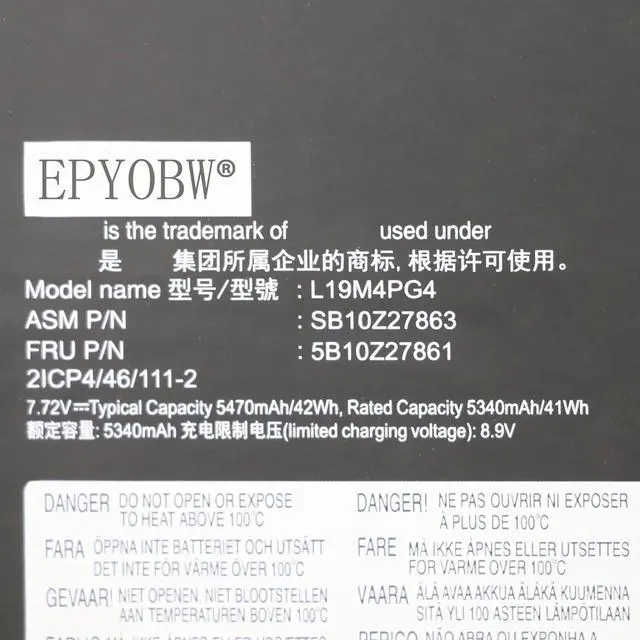 EPYOBW®
is the trademark of used under
是 集团所属企业的商标,根据许可使用。
Model name 型号/型號 : L19M4PG4
ASM P/N : SB10Z27863
FRU P/N : 5B10Z27861
2ICP4/46/111-2
7.72V⎓Typical Capacity 5470mAh/42Wh, Rated Capacity 5340mAh/41Wh
额定容量: 5340mAh 充电限制电压(limited charging voltage): 8.9V
DANGER DO NOT OPEN OR EXPOSE
TO HEAT ABOVE 100°C
FARA ÖPPNA INTE BATTERIET OCH UTSÄTT
DET INTE FÖR VÄRME ÖVER 100°C
GEVAAR! NIET OPENEN, NIET BLOOTSTELLEN
AAN TEMPERATUREN BOVEN 100°C
DANGER! NE PAS OUVRIR NI EXPOSER
À PLUS DE 100°C
FARE MÅ IKKE ÅPNES ELLER UTSETTES
FOR VARME OVER 100°C
VAARA ÄLÄ AVAA AKKUA ÄLÄKÄ KUUMENNA
SITÄ YLI 100 ASTEEN LÄMPÖTILAAN
PERIGO NÃO ABRA OU EXPONHA A